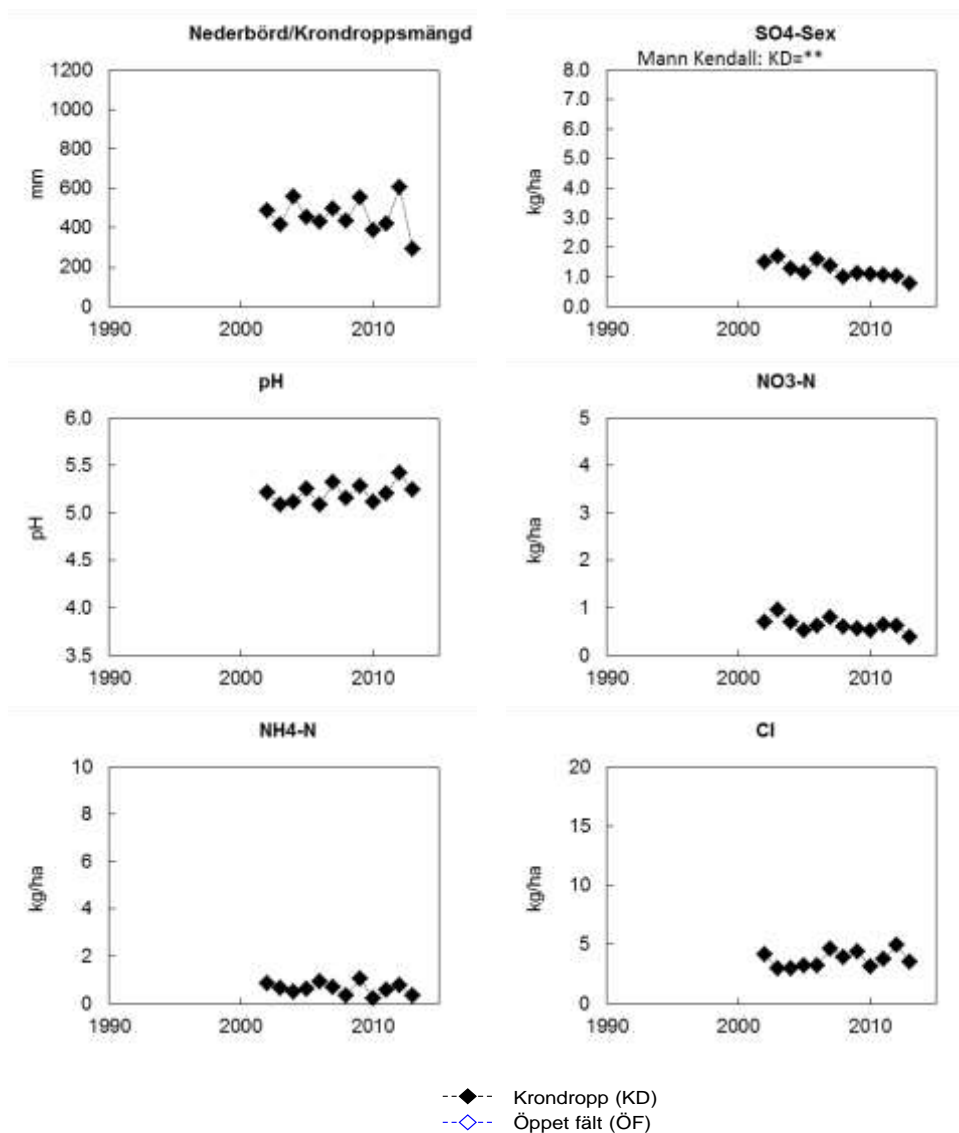 Nederbörd/Krondroppsmängd
1200
1000
800
600
400
200
0
mm
1990 2000 2010
SO4-Sex
Mann Kendall: KD=**
8.0
7.0
6.0
5.0
4.0
3.0
2.0
1.0
0.0
kg/ha
1990 2000 2010
pH
6.0
5.5
5.0
4.5
4.0
3.5
pH
1990 2000 2010
NO3-N
5
4
3
2
1
0
kg/ha
1990 2000 2010
NH4-N
10
8
6
4
2
0
kg/ha
1990 2000 2010
Cl
20
15
10
5
0
kg/ha
1990 2000 2010
Krondropp (KD)
Öppet fält (ÖF)